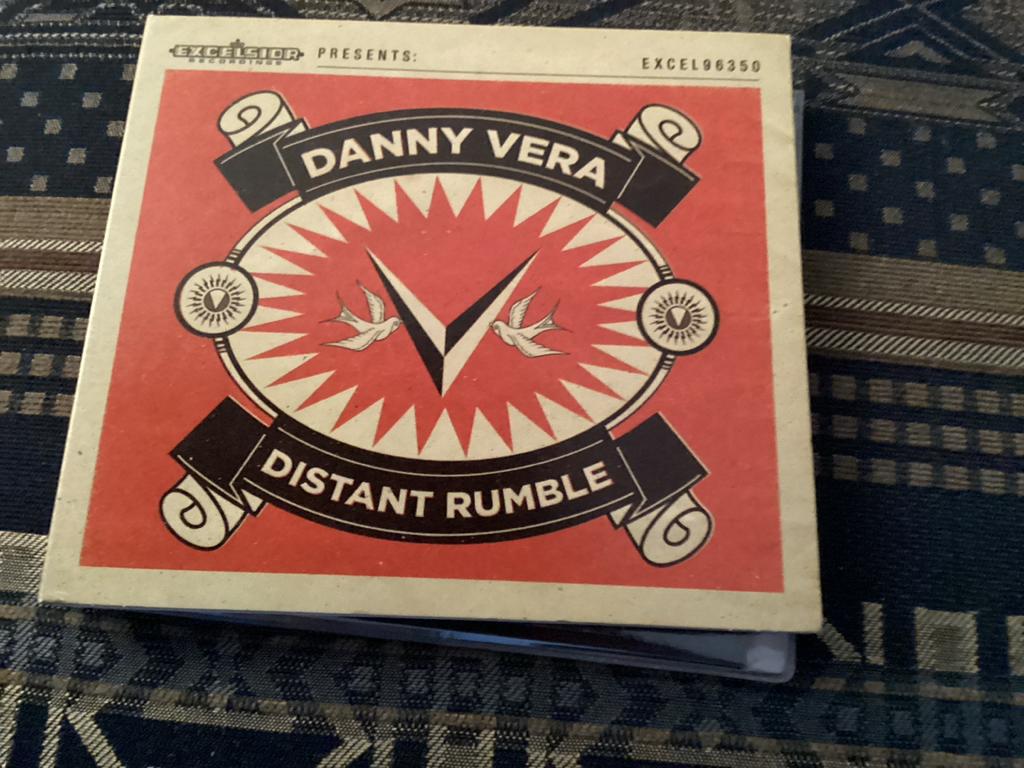 EXCELSIOR PRESENTS: EXCEL96350
RECORDINGS
DANNY VERA
DISTANT RUMBLE